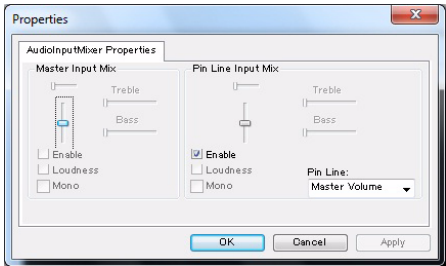 Properties
AudioInputMixer Properties
Master Input Mix
Treble
Bass
Enable
Loudness
Mono
Pin Line Input Mix
Treble
Bass
Enable
Loudness
Mono
Pin Line:
Master Volume
OK
Cancel
Apply